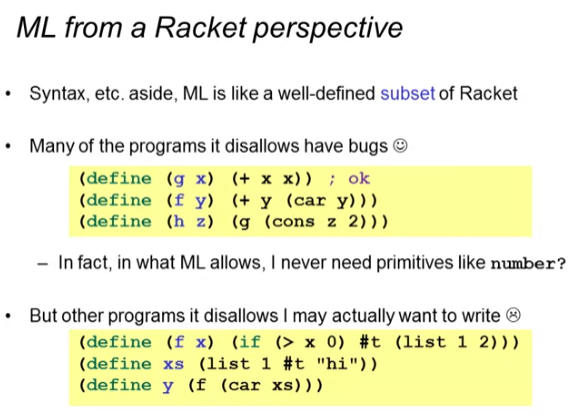 ML from a Racket perspective
• Syntax, etc. aside, ML is like a well-defined subset of Racket
• Many of the programs it disallows have bugs ☺
(define (g x) (+ x x)) ; ok
(define (f y) (+ y (car y)))
(define (h z) (g (cons z 2)))
– In fact, in what ML allows, I never need primitives like number?
• But other programs it disallows I may actually want to write ☹
(define (f x) (if (> x 0) #t (list 1 2)))
(define xs (list 1 #t "hi"))
(define y (f (car xs)))